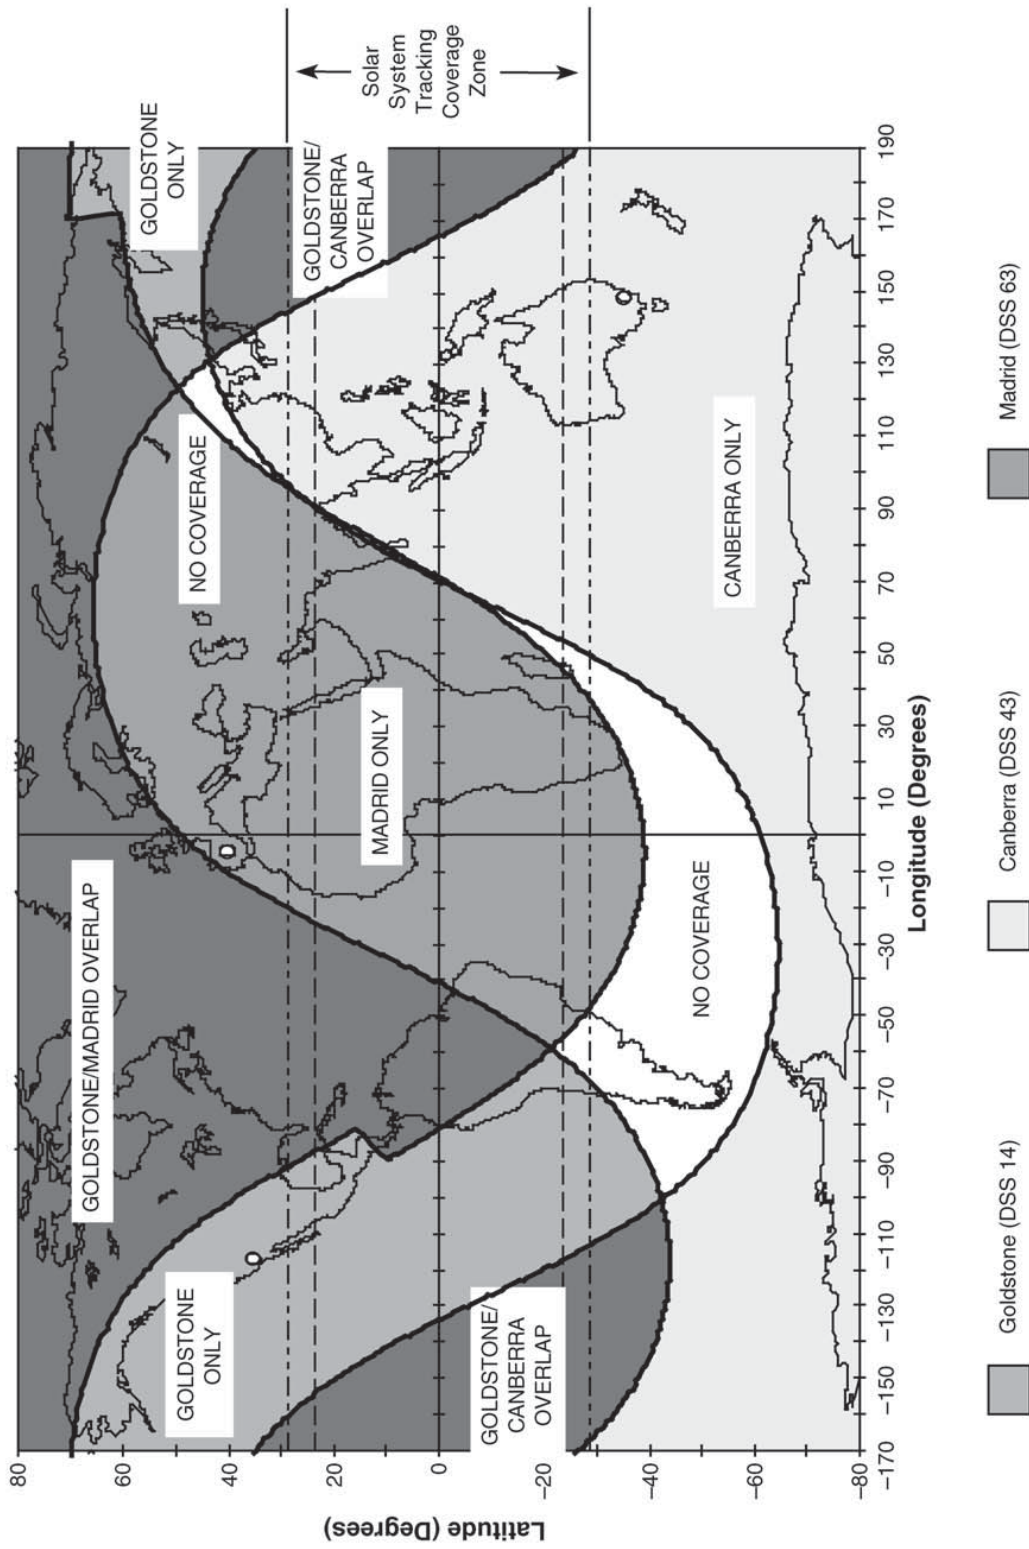 Solar
System
Tracking
Coverage
Zone
GOLDSTONE
ONLY
GOLDSTONE/
CANBERRA
OVERLAP
NO COVERAGE
GOLDSTONE/MADRID OVERLAP
MADRID ONLY
CANBERRA ONLY
NO COVERAGE
GOLDSTONE
ONLY
GOLDSTONE/
CANBERRA
OVERLAP
80
60
40
20
0
−20
−40
−60
−80
Latitude (Degrees)
−170
−150
−130
−110
−90
−70
−50
−30
−10
10
30
50
70
90
110
130
150
170
190
Longitude (Degrees)
Goldstone (DSS 14)
Canberra (DSS 43)
Madrid (DSS 63)